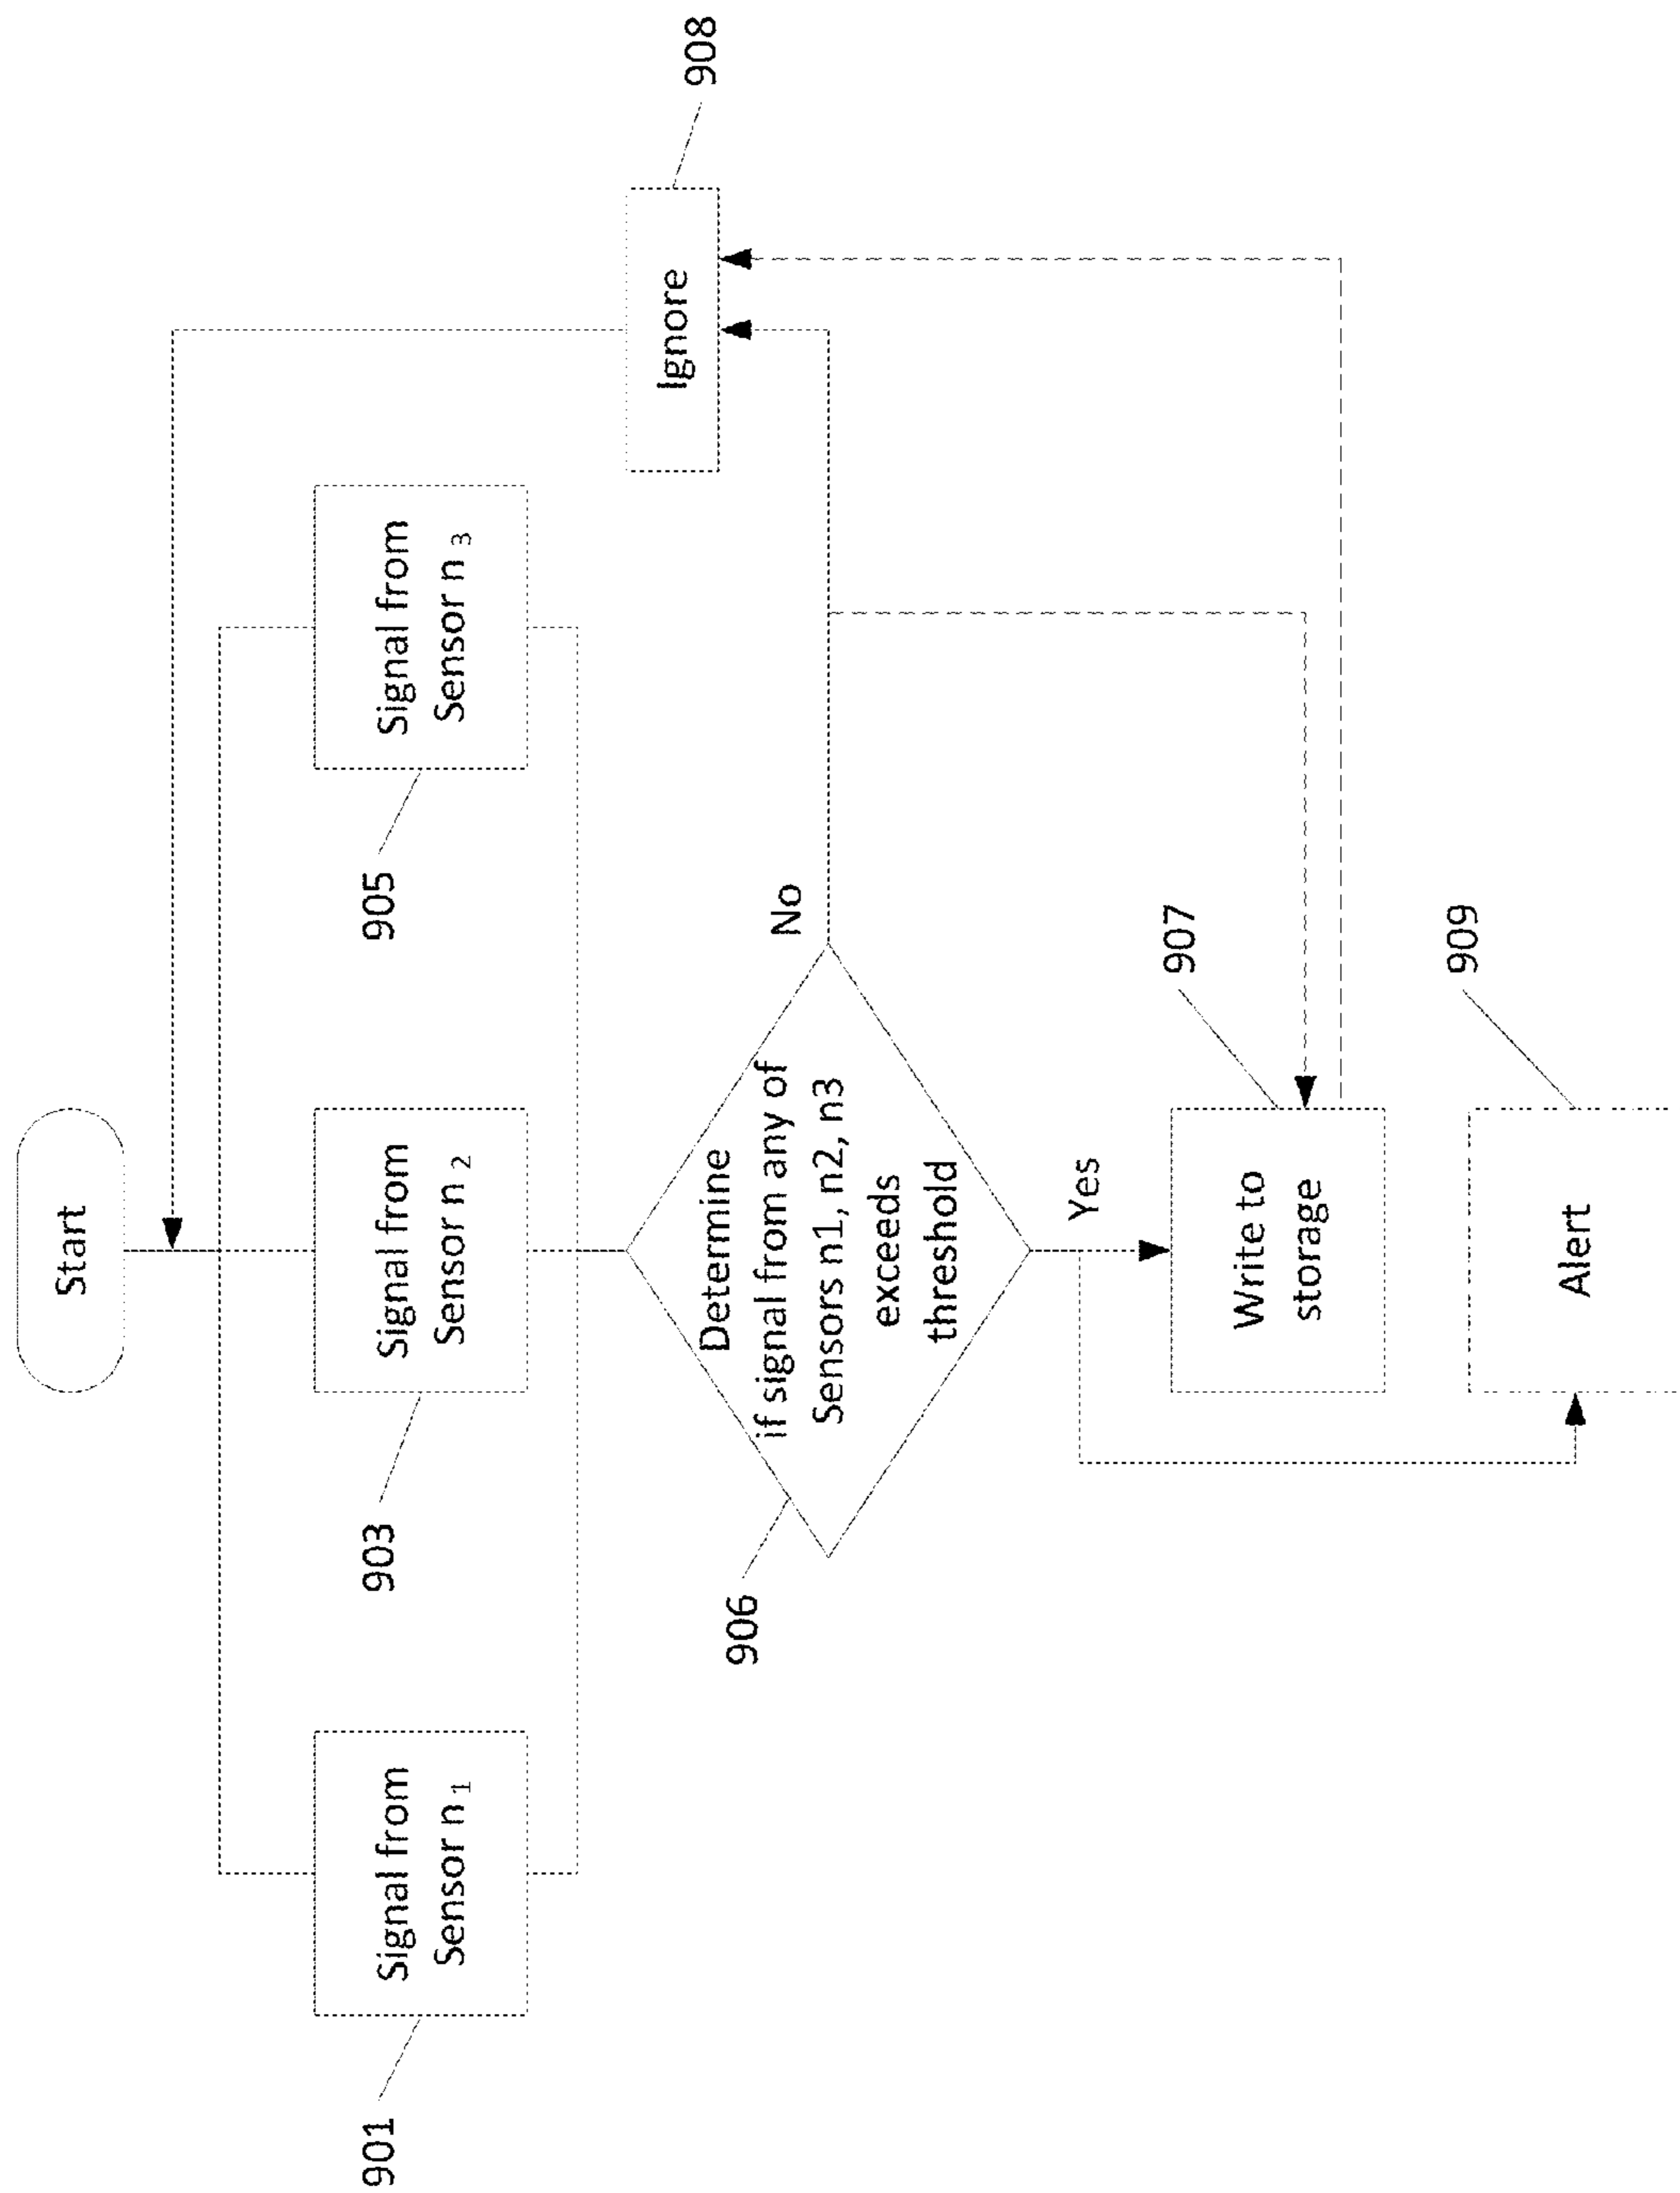 Start
Signal from
Sensor n 1
Signal from
Sensor n 2
Signal from
Sensor n 3
901
903
905
Determine
if signal from any of
Sensors n1, n2, n3
exceeds
threshold
906
No
Ignore
908
Yes
Write to
storage
907
Alert
909